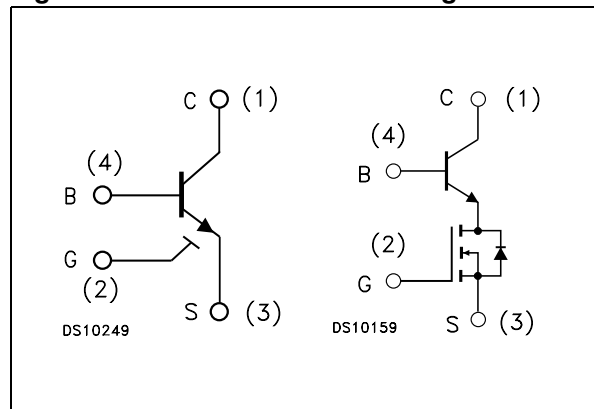 C (1)
(4)
B
G
(2)
S (3)
DS10249
C (1)
(4)
B
(2)
G
S (3)
DS10159